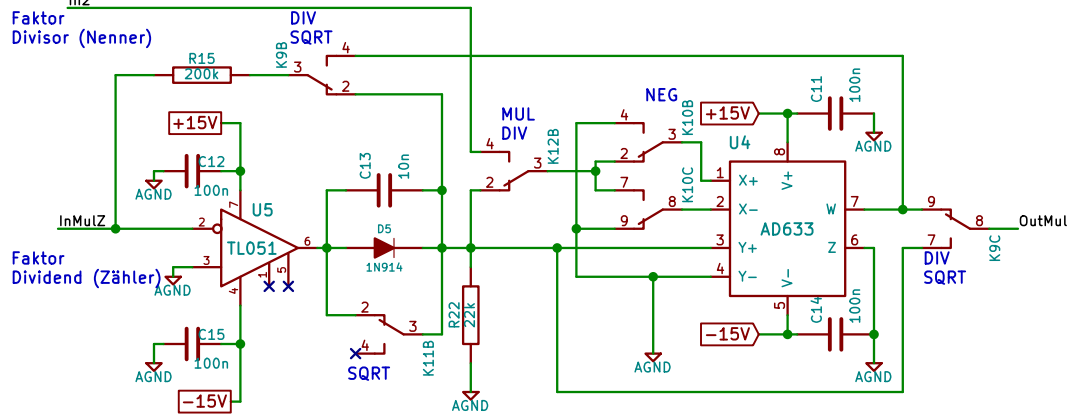 In2
Faktor
Divisor (Nenner)
DIV
SQRT
K9B
4
3
2
R15
200k
NEG
MUL
DIV
+15V
C12
100n
AGND
7
U5
TL051
InMulZ
2
3
6
4
1
5
AGND
Faktor
Dividend (Zähler)
C15
100n
AGND
-15V
C13
10n
D5
1N914
2
3
4
K11B
SQRT
R22
22k
AGND
4
3
2
K12B
4
K10B
3
2
7
K10C
8
9
AGND
+15V
C11
100n
AGND
U4
8
V+
1
X+
2
X-
3
Y+
4
Y-
AD633
W
7
Z
6
V-
5
-15V
C14
100n
AGND
9
8
7
K9C
OutMul
DIV
SQRT